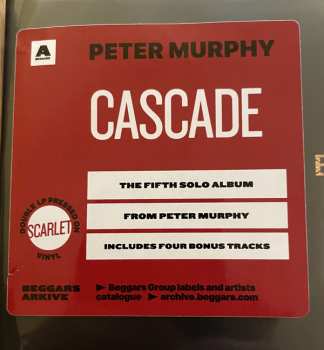 A
PETER MURPHY
CASCADE
THE FIFTH SOLO ALBUM
FROM PETER MURPHY
INCLUDES FOUR BONUS TRACKS
DOUBLE LP PRESSED ON
SCARLET
VINYL
BEGGARS
ARKIVE
▶ Beggars Group labels and artists
catalogue ▶ archive.beggars.com